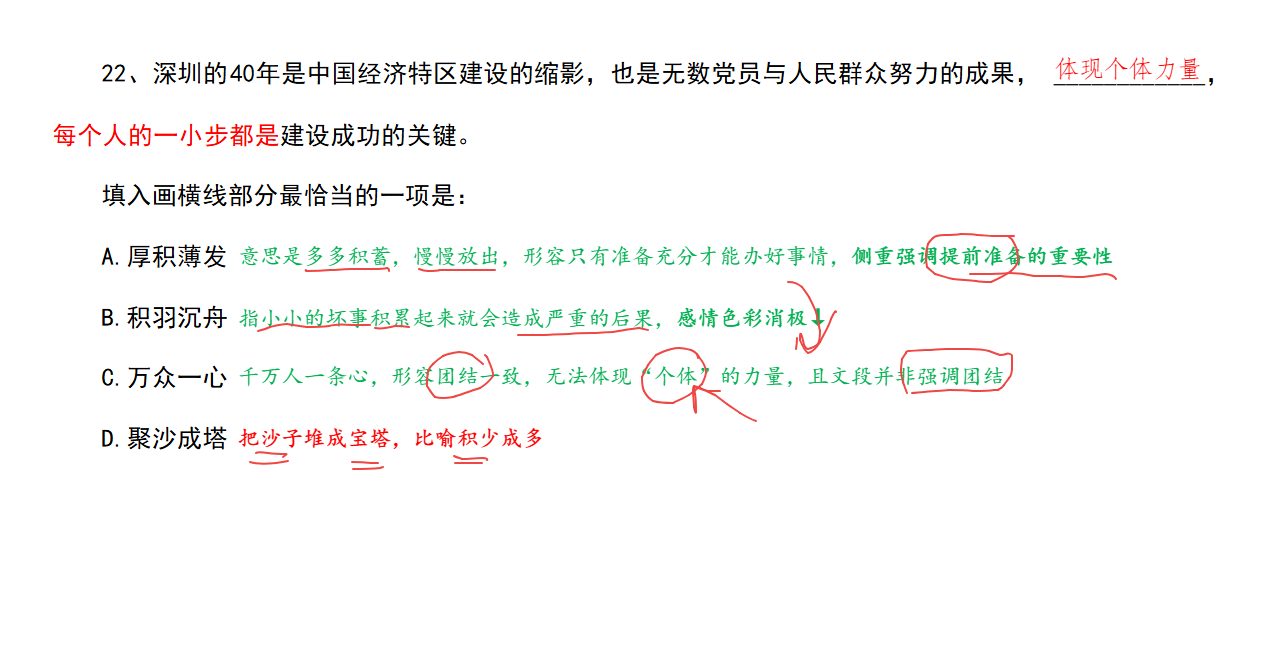 22、深圳的40年是中国经济特区建设的缩影，也是无数党员与人民群众努力的成果， 体现个体力量，
每个人的一小步都是建设成功的关键。
填入画横线部分最恰当的一项是：
A.厚积薄发 意思是多多积蓄，慢慢放出，形容只有准备充分才能办好事情，侧重强调提前准备的重要性
B.积羽沉舟 指小小的坏事积累起来就会造成严重的后果，感情色彩消极↓
C.万众一心 千万人一条心，形容团结一致，无法体现“个体”的力量，且文段并非强调团结
D.聚沙成塔 把沙子堆成宝塔，比喻积少成多